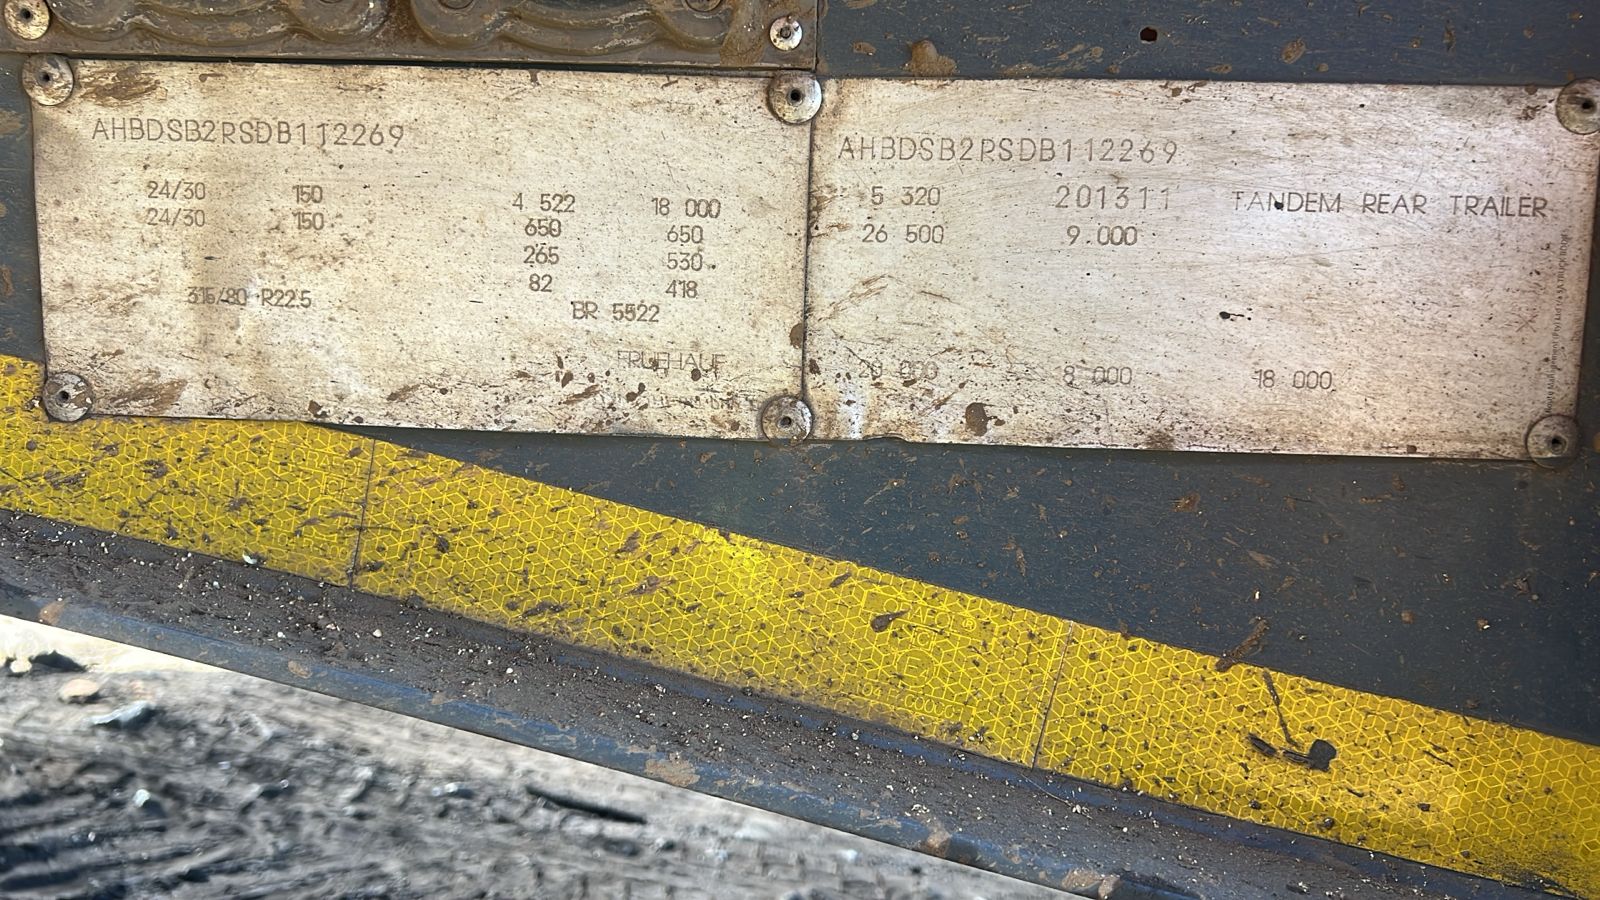 AHBDSB2RSDB112269
24/30 150
24/30 150
4 522 18 000
650 650
265 530
82 418
315/80 R22.5
BR 5522
FRUEHAUF
AHBDSB2RSDB112269
5 320 201311 TANDEM REAR TRAILER
26 500 9.000
20 000 8 000 18 000